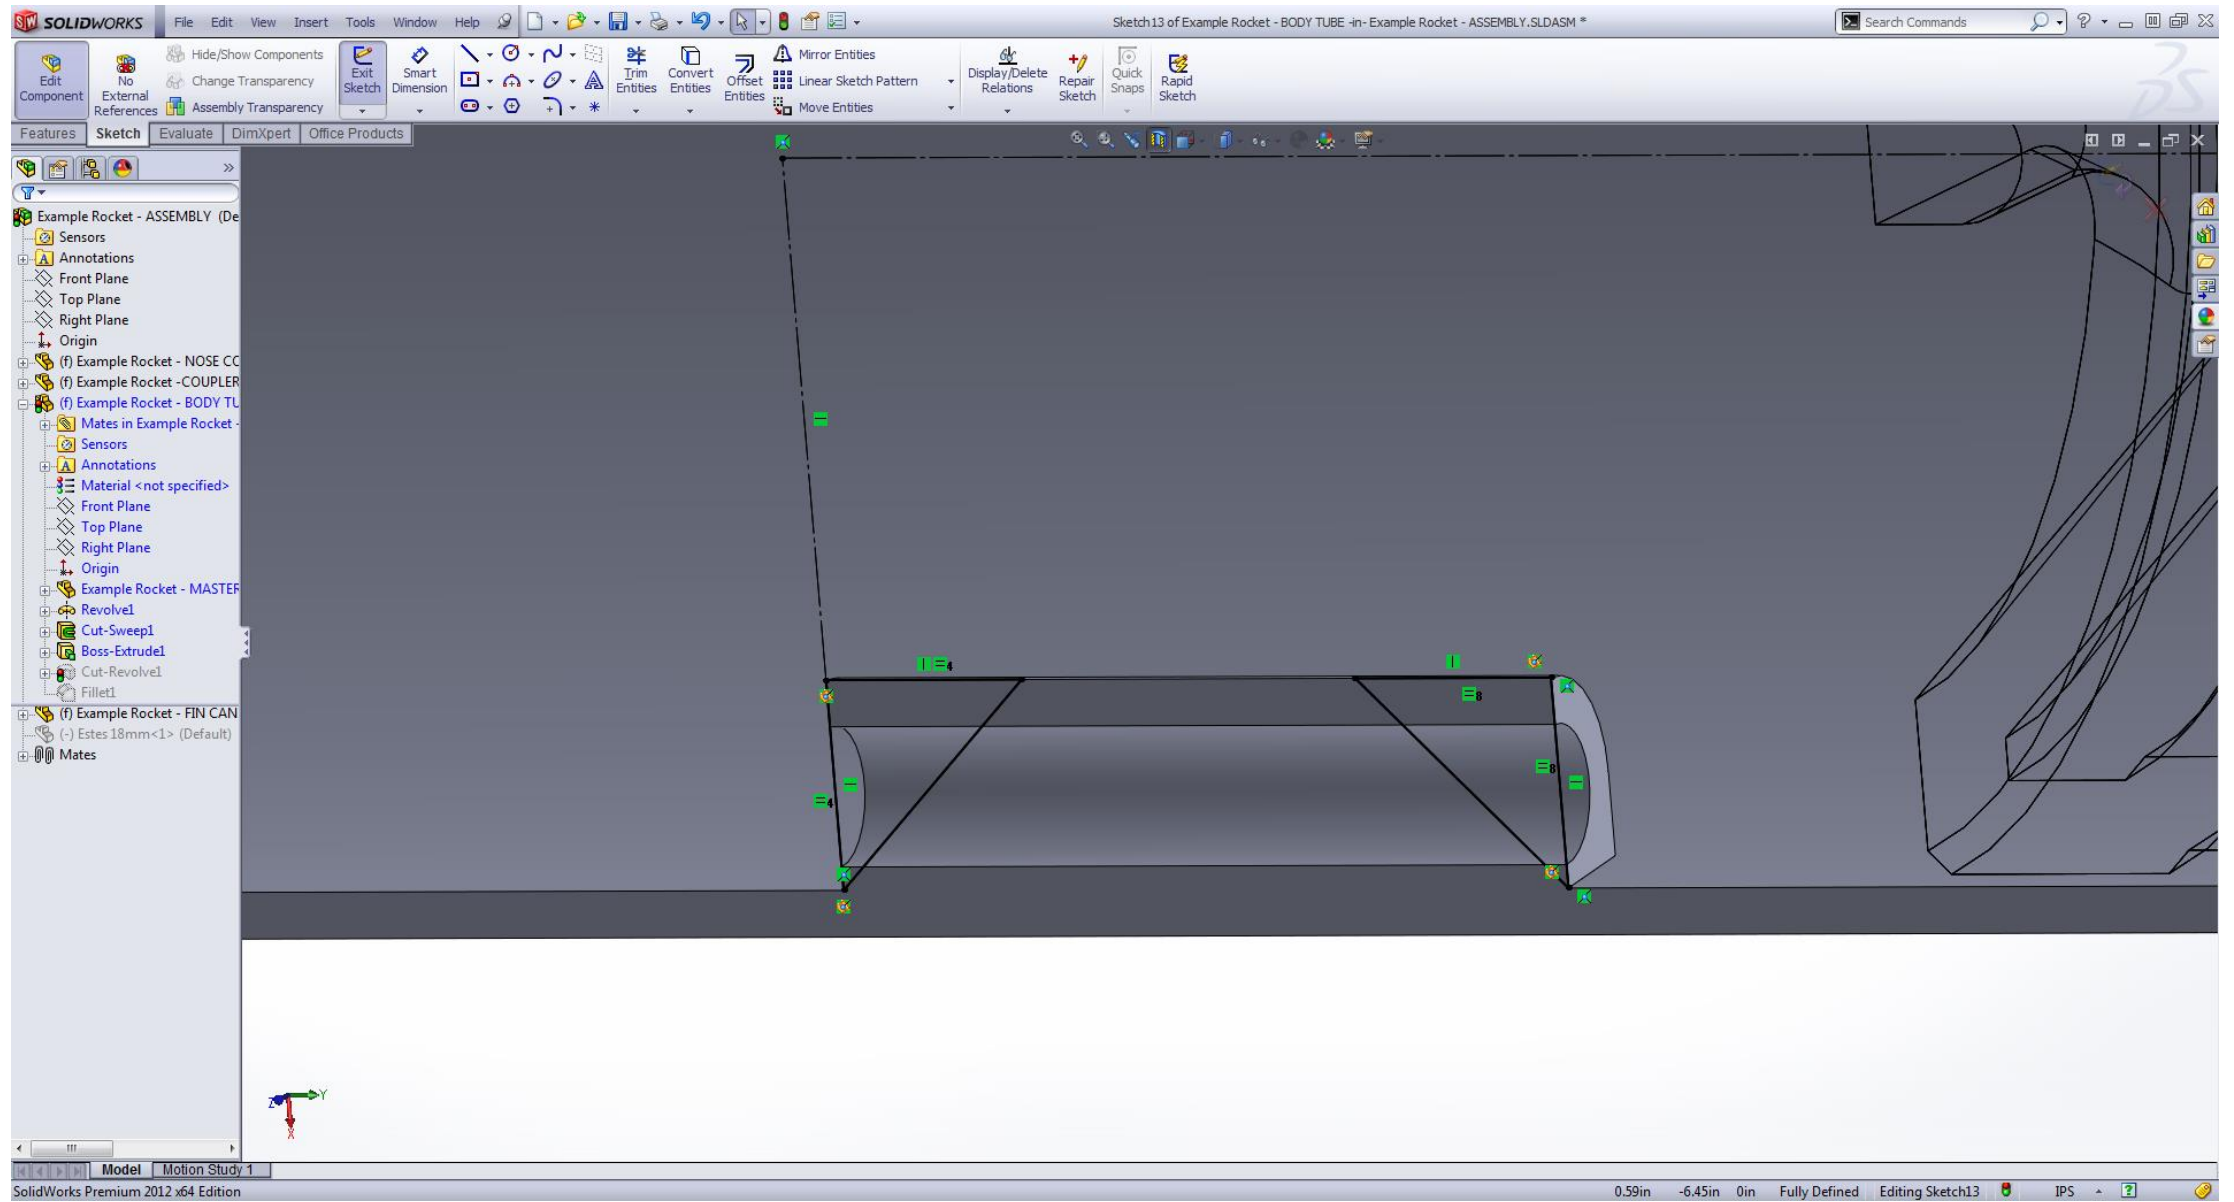 SOLIDWORKS File Edit View Insert Tools Window Help Sketch13 of Example Rocket - BODY TUBE -in- Example Rocket - ASSEMBLY.SLDASM * Search Commands
Edit Component
No External References
Hide/Show Components
Change Transparency
Assembly Transparency
Exit Sketch
Smart Dimension
Trim Entities
Convert Entities
Offset Entities
Mirror Entities
Linear Sketch Pattern
Move Entities
Display/Delete Relations
Repair Sketch
Quick Snaps
Rapid Sketch
Features Sketch Evaluate DimXpert Office Products
Example Rocket - ASSEMBLY (De
Sensors
Annotations
Front Plane
Top Plane
Right Plane
Origin
(f) Example Rocket - NOSE CC
(f) Example Rocket -COUPLER
(f) Example Rocket - BODY TU
Mates in Example Rocket -
Sensors
Annotations
Material <not specified>
Front Plane
Top Plane
Right Plane
Origin
Example Rocket - MASTER
Revolve1
Cut-Sweep1
Boss-Extrude1
Cut-Revolve1
Fillet1
(f) Example Rocket - FIN CAN
(-) Estes 18mm<1> (Default)
Mates
4
8
8
4
Z Y
X
Model Motion Study 1
SolidWorks Premium 2012 x64 Edition 0.59in -6.45in 0in Fully Defined Editing Sketch13 IPS